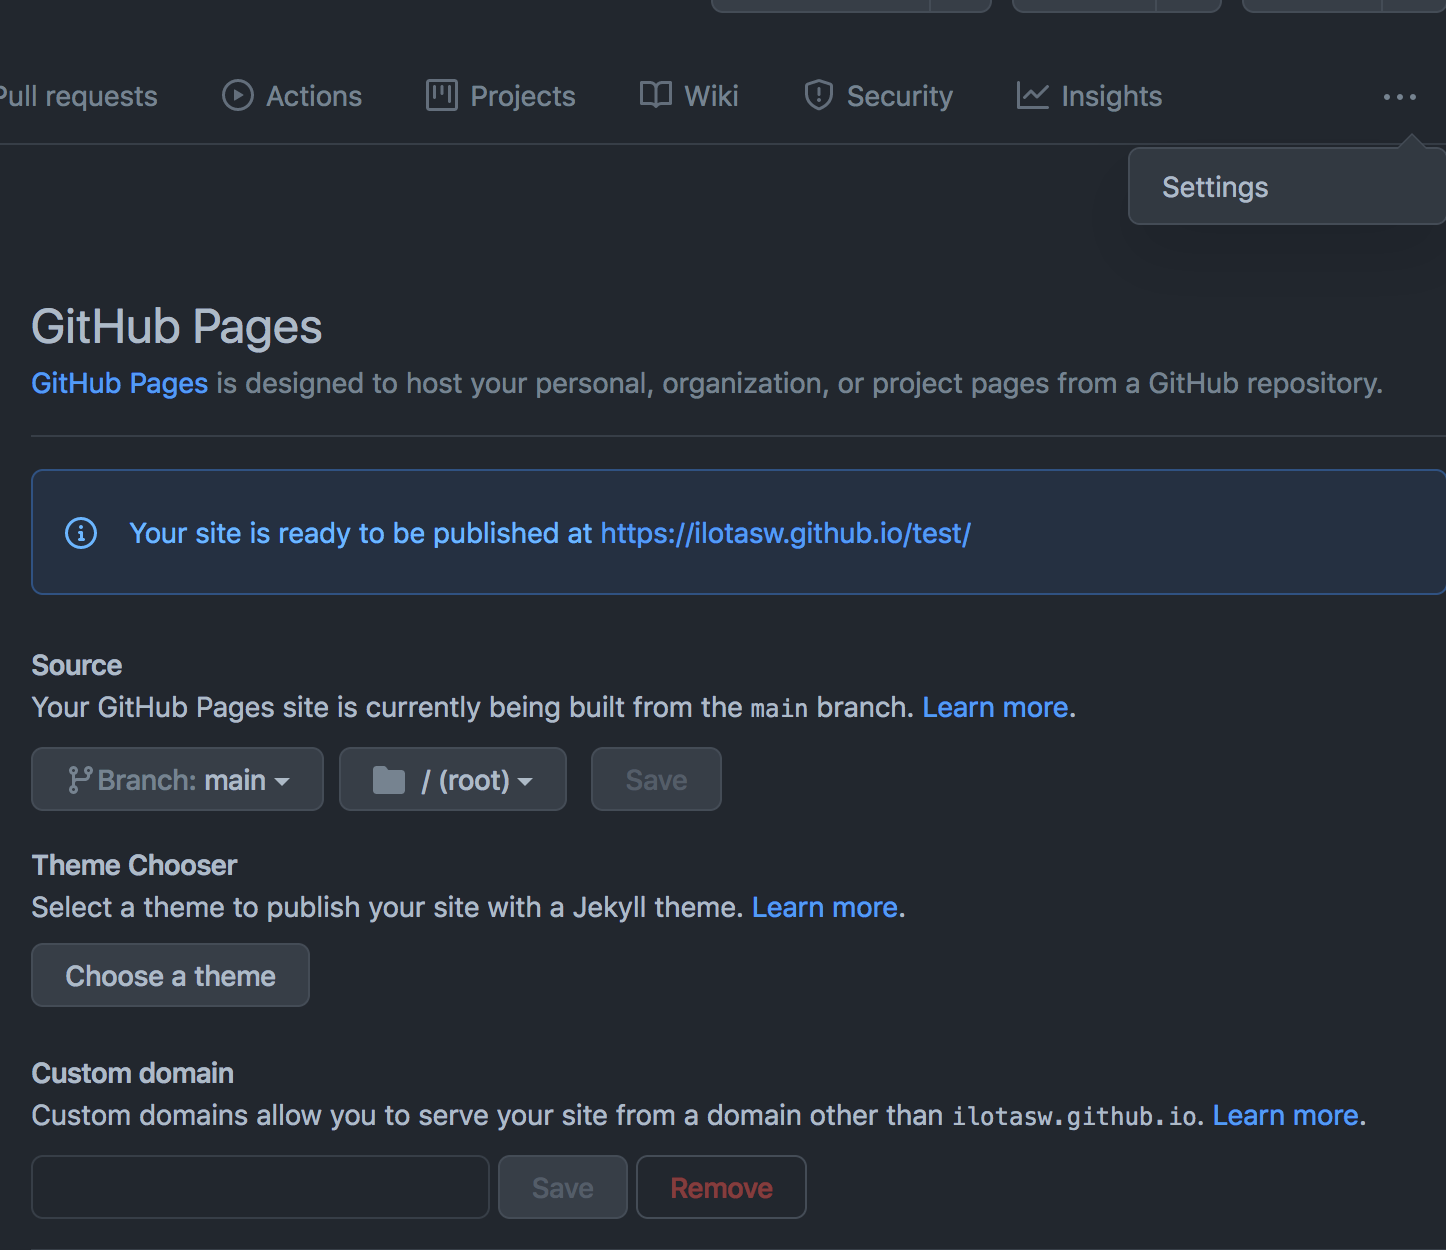 Pull requests Actions Projects Wiki Security Insights
Settings
GitHub Pages
GitHub Pages is designed to host your personal, organization, or project pages from a GitHub repository.
Your site is ready to be published at https://ilotasw.github.io/test/
Source
Your GitHub Pages site is currently being built from the main branch. Learn more.
Branch: main / (root) Save
Theme Chooser
Select a theme to publish your site with a Jekyll theme. Learn more.
Choose a theme
Custom domain
Custom domains allow you to serve your site from a domain other than ilotasw.github.io. Learn more.
Save Remove